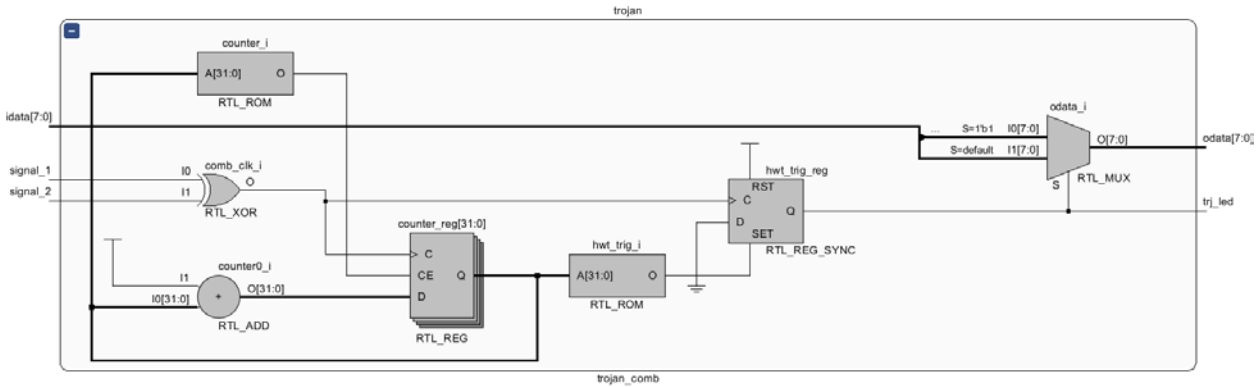 trojan
counter_i
A[31:0] O
RTL_ROM
idata[7:0]
odata_i
... S=1'b1 I0[7:0]
S=default I1[7:0]
O[7:0]
odata[7:0]
S
RTL_MUX
signal_1
signal_2
comb_clk_i
I0
I1
O
RTL_XOR
hwt_trig_reg
RST
C
D
Q
SET
RTL_REG_SYNC
trj_led
counter_reg[31:0]
C
CE
Q
D
RTL_REG
hwt_trig_i
A[31:0] O
RTL_ROM
counter0_i
I1
I0[31:0]
+
O[31:0]
RTL_ADD
trojan_comb